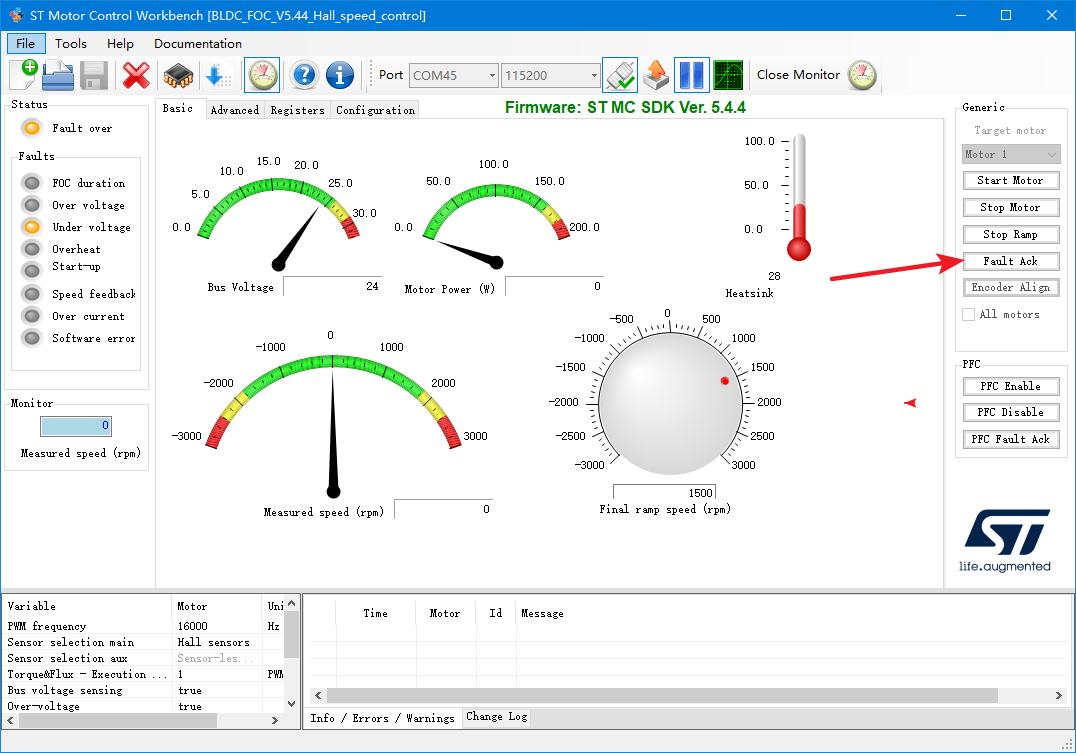 ST Motor Control Workbench [BLDC_FOC_V5.44_Hall_speed_control]
File Tools Help Documentation
Port COM45 115200 Close Monitor
Status
Fault over
Faults
FOC duration
Over voltage
Under voltage
Overheat
Start-up
Speed feedback
Over current
Software error
Monitor
0
Measured speed (rpm)
Basic Advanced Registers Configuration
Firmware: ST MC SDK Ver. 5.4.4
0.0 5.0 10.0 15.0 20.0 25.0 30.0
Bus Voltage 24
0.0 50.0 100.0 150.0 200.0
Motor Power (W) 0
100.0
50.0
0.0
28
Heatsink
-3000 -2000 -1000 0 1000 2000 3000
Measured speed (rpm) 0
-3000 -2500 -2000 -1500 -1000 -500 0 500 1000 1500 2000 2500 3000
1500
Final ramp speed (rpm)
Generic
Target motor
Motor 1
Start Motor
Stop Motor
Stop Ramp
Fault Ack
Encoder Align
All motors
PFC
PFC Enable
PFC Disable
PFC Fault Ack
ST
life.augmented
Variable Motor Uni
PWM frequency 16000 Hz
Sensor selection main Hall sensors
Sensor selection aux Sensor-les...
Torque&Flux - Execution ... 1 PWM
Bus voltage sensing true
Over-voltage true
Time Motor Id Message
Info / Errors / Warnings Change Log